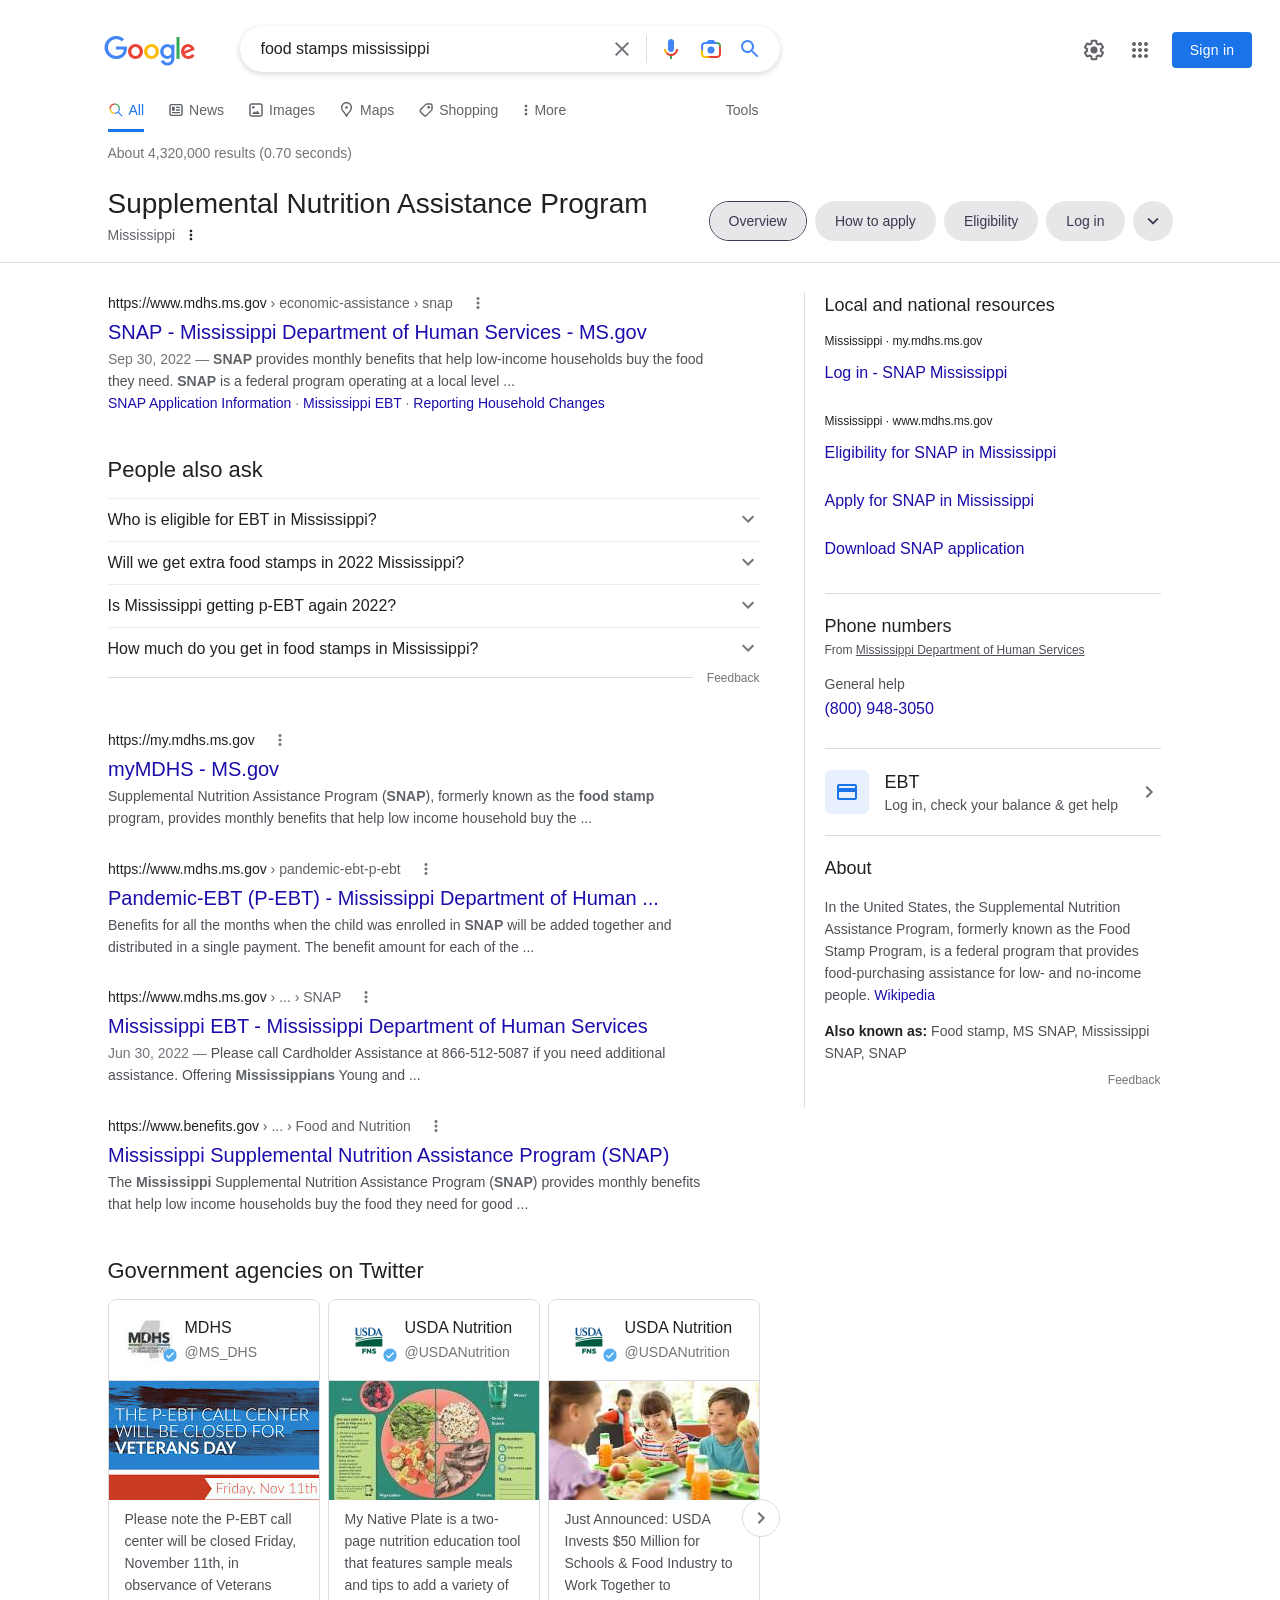 Google
food stamps mississippi
Sign in
All
News
Images
Maps
Shopping
More
Tools
About 4,320,000 results (0.70 seconds)
Supplemental Nutrition Assistance Program
Mississippi
Overview
How to apply
Eligibility
Log in
https://www.mdhs.ms.gov › economic-assistance › snap
SNAP - Mississippi Department of Human Services - MS.gov
Sep 30, 2022 — SNAP provides monthly benefits that help low-income households buy the food
they need. SNAP is a federal program operating at a local level ...
SNAP Application Information · Mississippi EBT · Reporting Household Changes
People also ask
Who is eligible for EBT in Mississippi?
Will we get extra food stamps in 2022 Mississippi?
Is Mississippi getting p-EBT again 2022?
How much do you get in food stamps in Mississippi?
Feedback
https://my.mdhs.ms.gov
myMDHS - MS.gov
Supplemental Nutrition Assistance Program (SNAP), formerly known as the food stamp
program, provides monthly benefits that help low income household buy the ...
https://www.mdhs.ms.gov › pandemic-ebt-p-ebt
Pandemic-EBT (P-EBT) - Mississippi Department of Human ...
Benefits for all the months when the child was enrolled in SNAP will be added together and
distributed in a single payment. The benefit amount for each of the ...
https://www.mdhs.ms.gov › ... › SNAP
Mississippi EBT - Mississippi Department of Human Services
Jun 30, 2022 — Please call Cardholder Assistance at 866-512-5087 if you need additional
assistance. Offering Mississippians Young and ...
https://www.benefits.gov › ... › Food and Nutrition
Mississippi Supplemental Nutrition Assistance Program (SNAP)
The Mississippi Supplemental Nutrition Assistance Program (SNAP) provides monthly benefits
that help low income households buy the food they need for good ...
Government agencies on Twitter
MDHS
MDHS
@MS_DHS
THE P-EBT CALL CENTER
WILL BE CLOSED FOR
VETERANS DAY
Friday, Nov 11th
Please note the P-EBT call
center will be closed Friday,
November 11th, in
observance of Veterans
USDA
FNS
USDA Nutrition
@USDANutrition
Fruit
Water
Vegetables
Protein
My Native Plate is a two-
page nutrition education tool
that features sample meals
and tips to add a variety of
USDA
FNS
USDA Nutrition
@USDANutrition
Just Announced: USDA
Invests $50 Million for
Schools & Food Industry to
Work Together to
Local and national resources
Mississippi · my.mdhs.ms.gov
Log in - SNAP Mississippi
Mississippi · www.mdhs.ms.gov
Eligibility for SNAP in Mississippi
Apply for SNAP in Mississippi
Download SNAP application
Phone numbers
From Mississippi Department of Human Services
General help
(800) 948-3050
EBT
Log in, check your balance & get help
About
In the United States, the Supplemental Nutrition
Assistance Program, formerly known as the Food
Stamp Program, is a federal program that provides
food-purchasing assistance for low- and no-income
people. Wikipedia
Also known as: Food stamp, MS SNAP, Mississippi
SNAP, SNAP
Feedback